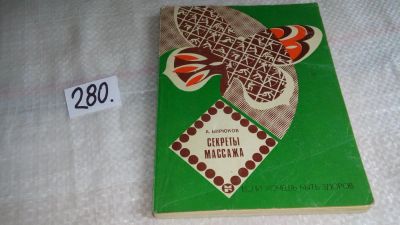 280.
А. БИРЮКОВ
СЕКРЕТЫ
МАССАЖА
ЕСЛИ ХОЧЕШЬ БЫТЬ ЗДОРОВ